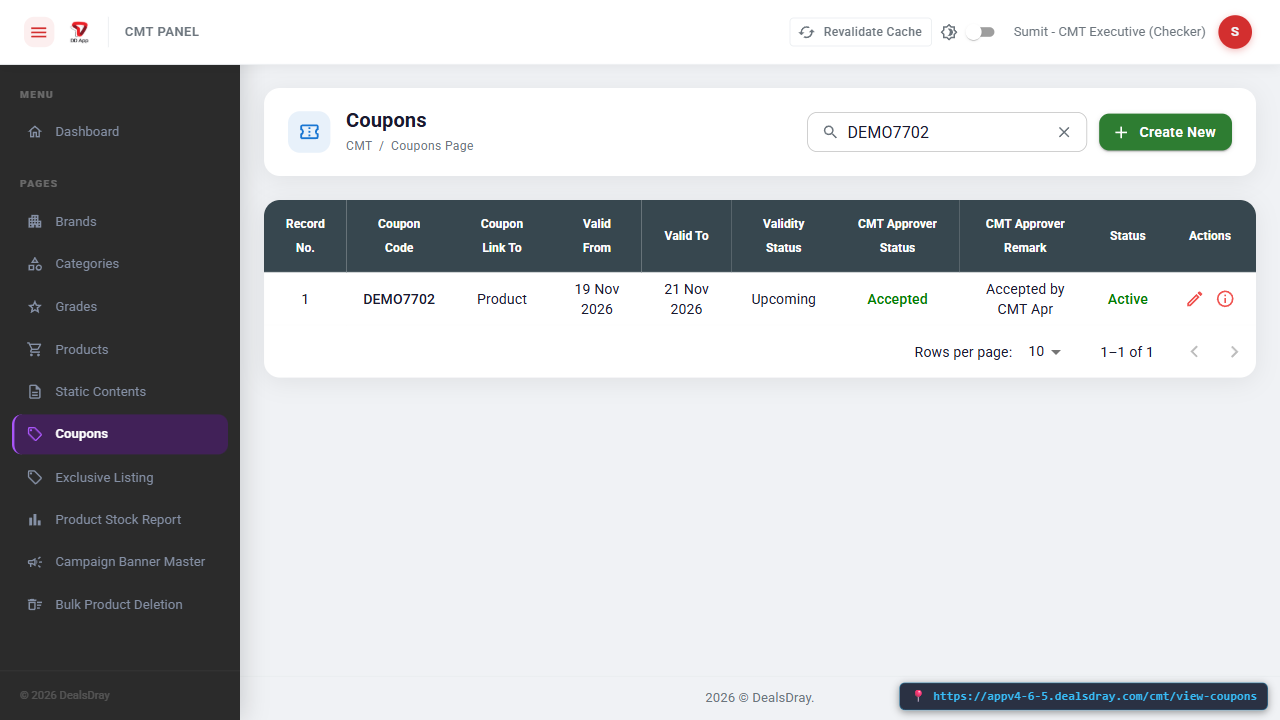 DD App
CMT PANEL
Revalidate Cache
Sumit - CMT Executive (Checker)
S
MENU
Dashboard
PAGES
Brands
Categories
Grades
Products
Static Contents
Coupons
Exclusive Listing
Product Stock Report
Campaign Banner Master
Bulk Product Deletion
© 2026 DealsDray
Coupons
CMT / Coupons Page
DEMO7702
Create New
Record No.
Coupon Code
Coupon Link To
Valid From
Valid To
Validity Status
CMT Approver Status
CMT Approver Remark
Status
Actions
1
DEMO7702
Product
19 Nov 2026
21 Nov 2026
Upcoming
Accepted
Accepted by CMT Apr
Active
Rows per page: 10
1–1 of 1
2026 © DealsDray.
https://appv4-6-5.dealsdray.com/cmt/view-coupons